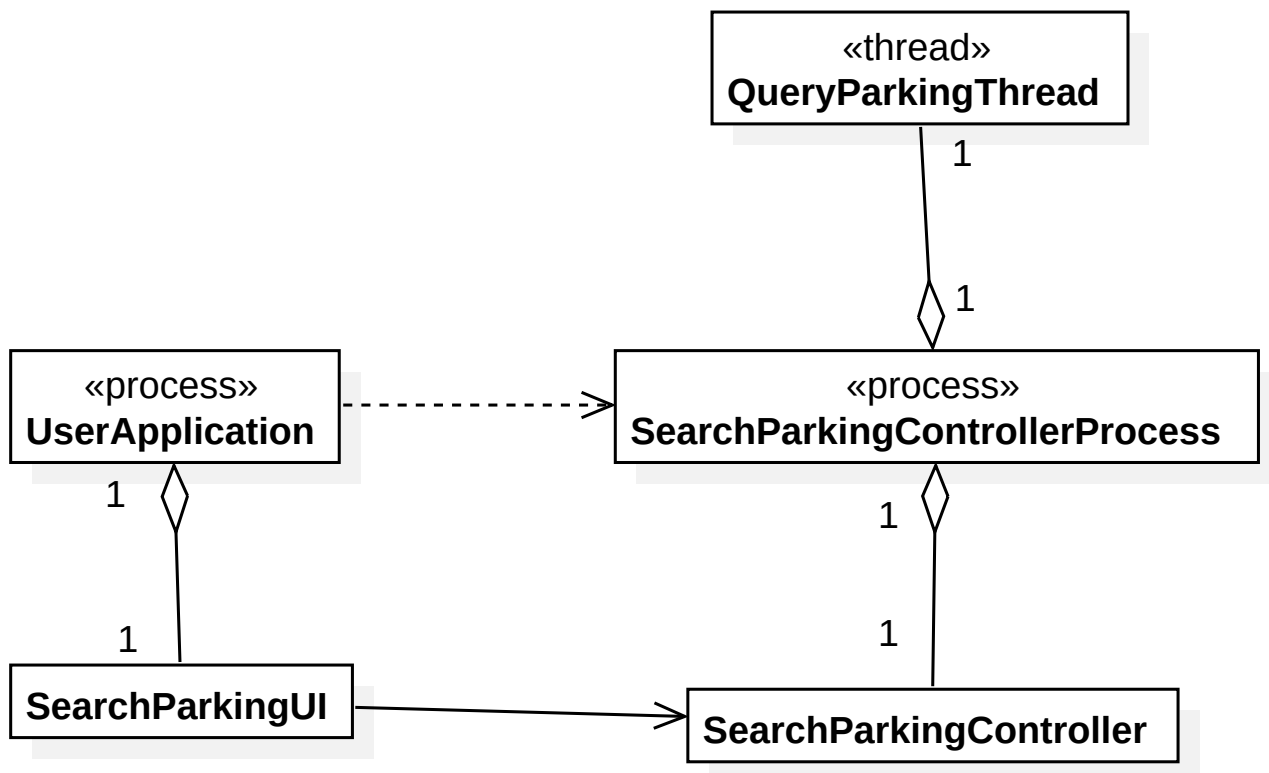 «thread»
QueryParkingThread
1
1
«process»
UserApplication
«process»
SearchParkingControllerProcess
1
1
1
1
SearchParkingUI
SearchParkingController